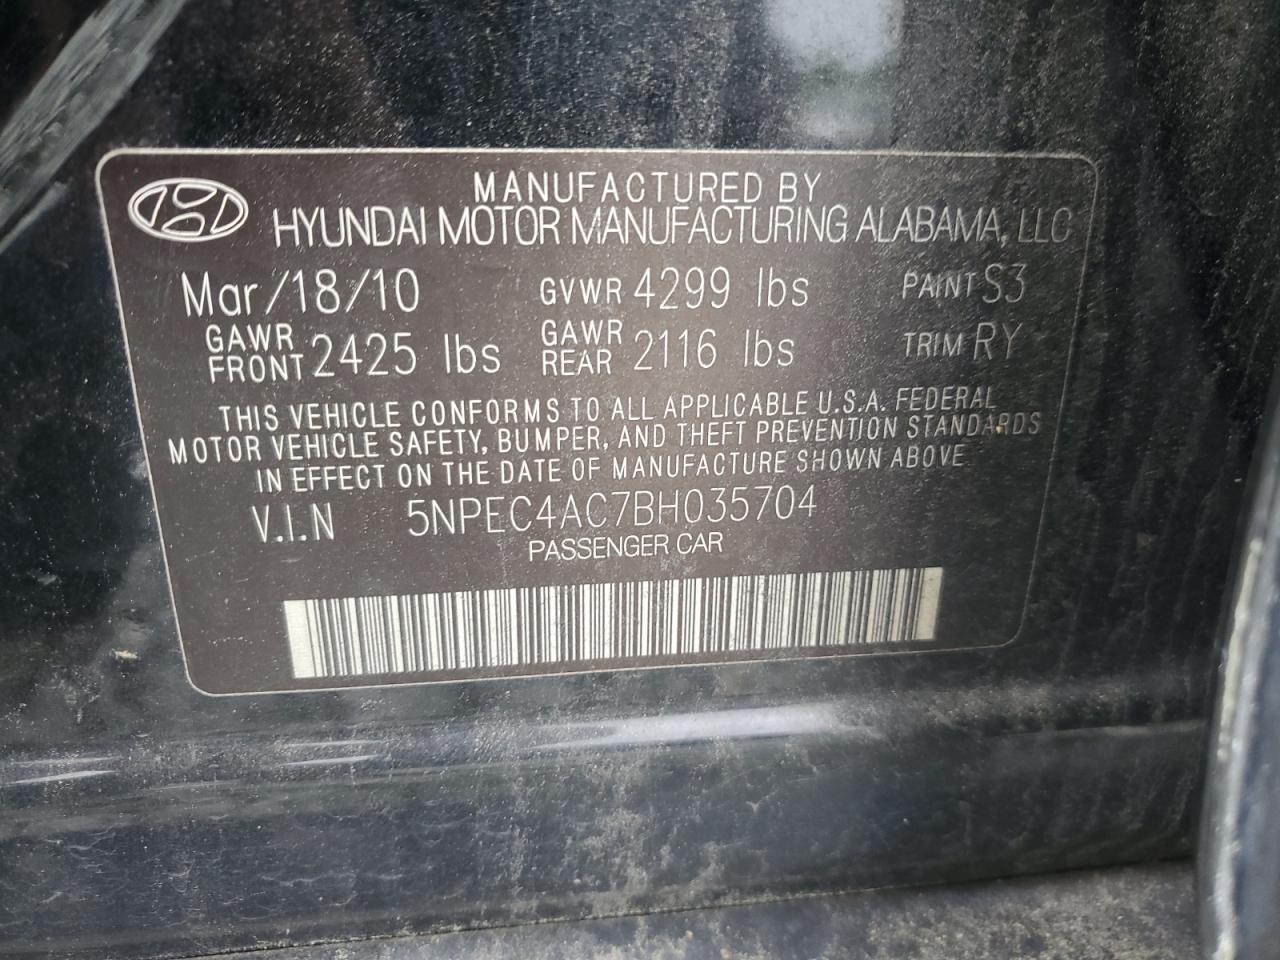 MANUFACTURED BY
HYUNDAI MOTOR MANUFACTURING ALABAMA, LLC
Mar/18/10 GVWR 4299 lbs PAINT S3
GAWR FRONT 2425 lbs GAWR REAR 2116 lbs TRIM RY
THIS VEHICLE CONFORMS TO ALL APPLICABLE U.S.A. FEDERAL
MOTOR VEHICLE SAFETY, BUMPER, AND THEFT PREVENTION STANDARDS
IN EFFECT ON THE DATE OF MANUFACTURE SHOWN ABOVE
V.I.N 5NPEC4AC7BH035704
PASSENGER CAR